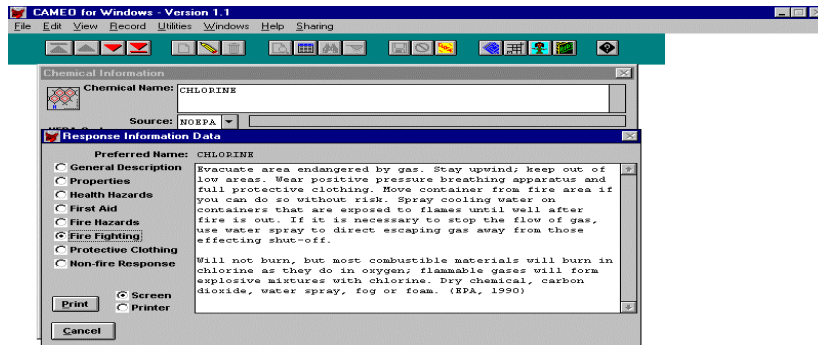 CAMEO for Windows - Version 1.1
File Edit View Record Utilities Windows Help Sharing
Chemical Information
Chemical Name: CHLORINE
Source: NOEPA
Response Information Data
Preferred Name: CHLORINE
General Description
Properties
Health Hazards
First Aid
Fire Hazards
Fire Fighting
Protective Clothing
Non-fire Response
Evacuate area endangered by gas. Stay upwind; keep out of
low areas. Wear positive pressure breathing apparatus and
full protective clothing. Move container from fire area if
you can do so without risk. Spray cooling water on
containers that are exposed to flames until well after
fire is out. If it is necessary to stop the flow of gas,
use water spray to direct escaping gas away from those
effecting shut-off.
Will not burn, but most combustible materials will burn in
chlorine as they do in oxygen; flammable gases will form
explosive mixtures with chlorine. Dry chemical, carbon
dioxide, water spray, fog or foam. (EPA, 1990)
Print
Screen
Printer
Cancel